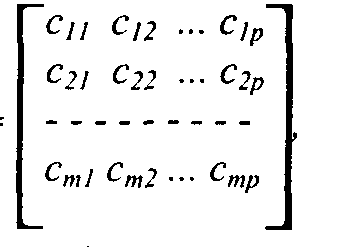 = [ c11 c12 ... c1p
c21 c22 ... c2p
- - - - - - - - - -
cm1 cm2 ... cmp ],